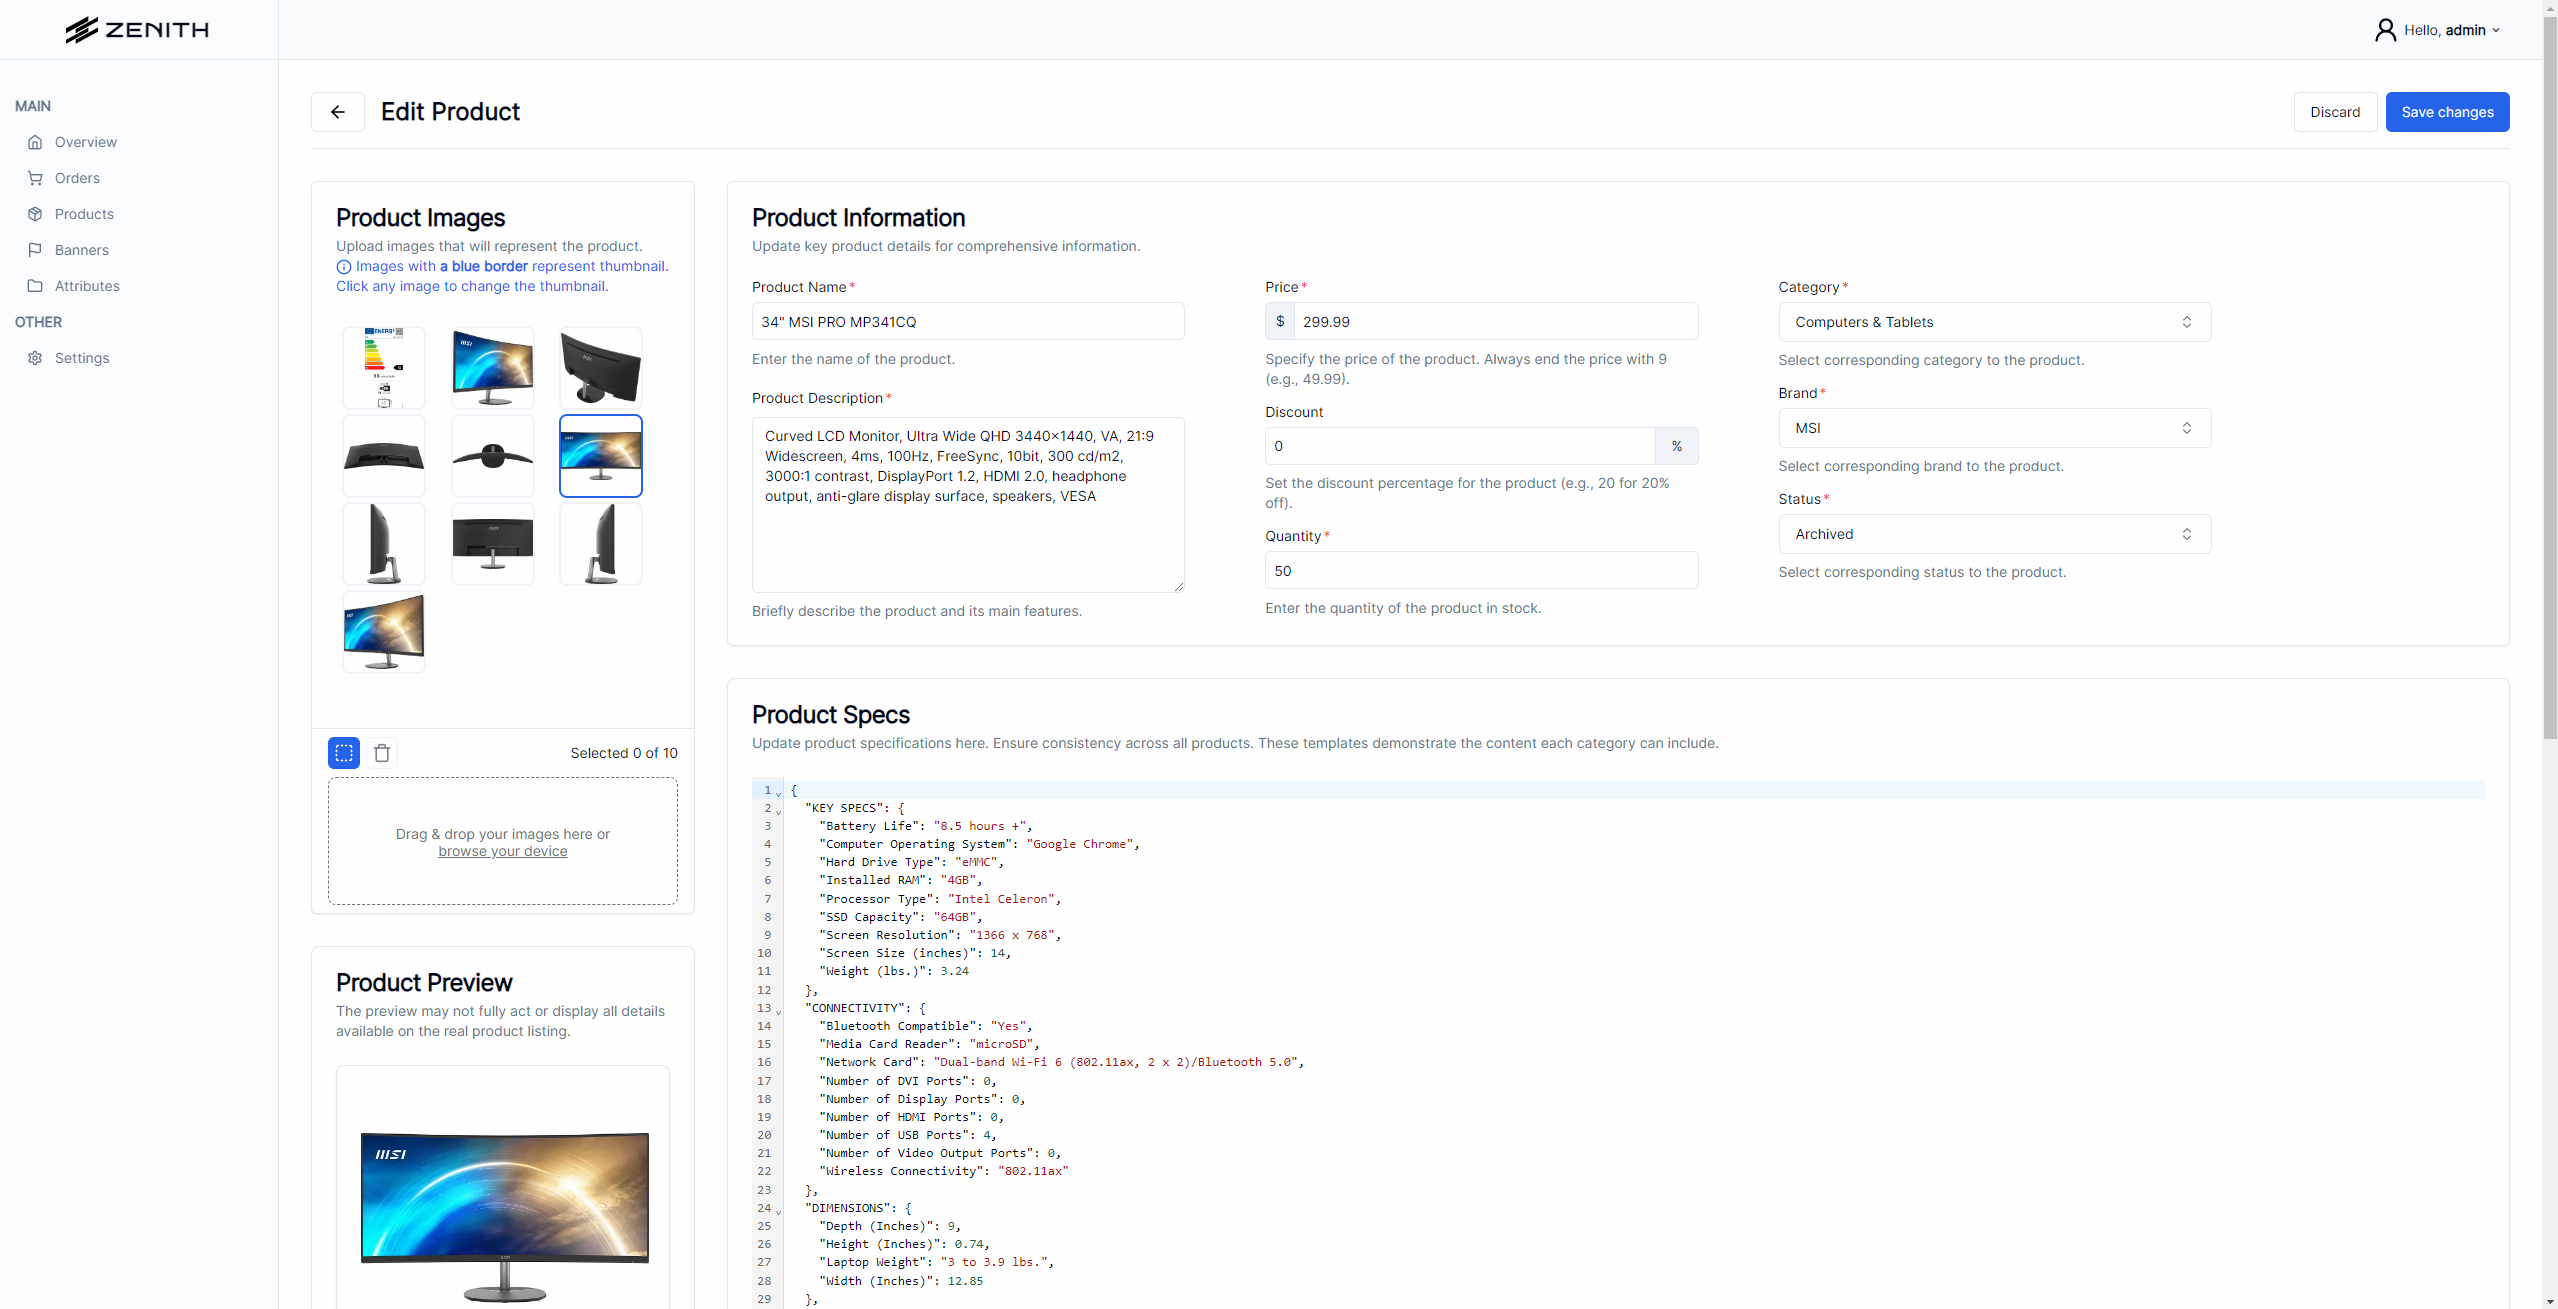 ZENITH
Hello, admin
MAIN
Overview
Orders
Products
Banners
Attributes
OTHER
Settings
Edit Product
Discard
Save changes
Product Images
Upload images that will represent the product.
Images with a blue border represent thumbnail.
Click any image to change the thumbnail.
ENERG
Selected 0 of 10
Drag & drop your images here or
browse your device
Product Preview
The preview may not fully act or display all details
available on the real product listing.
msi
Product Information
Update key product details for comprehensive information.
Product Name*
34" MSI PRO MP341CQ
Enter the name of the product.
Product Description*
Curved LCD Monitor, Ultra Wide QHD 3440×1440, VA, 21:9
Widescreen, 4ms, 100Hz, FreeSync, 10bit, 300 cd/m2,
3000:1 contrast, DisplayPort 1.2, HDMI 2.0, headphone
output, anti-glare display surface, speakers, VESA
Briefly describe the product and its main features.
Price*
$ 299.99
Specify the price of the product. Always end the price with 9
(e.g., 49.99).
Discount
0 %
Set the discount percentage for the product (e.g., 20 for 20%
off).
Quantity*
50
Enter the quantity of the product in stock.
Category*
Computers & Tablets
Select corresponding category to the product.
Brand*
MSI
Select corresponding brand to the product.
Status*
Archived
Select corresponding status to the product.
Product Specs
Update product specifications here. Ensure consistency across all products. These templates demonstrate the content each category can include.
1 {
2 "KEY SPECS": {
3 "Battery Life": "8.5 hours +",
4 "Computer Operating System": "Google Chrome",
5 "Hard Drive Type": "eMMC",
6 "Installed RAM": "4GB",
7 "Processor Type": "Intel Celeron",
8 "SSD Capacity": "64GB",
9 "Screen Resolution": "1366 x 768",
10 "Screen Size (inches)": 14,
11 "Weight (lbs.)": 3.24
12 },
13 "CONNECTIVITY": {
14 "Bluetooth Compatible": "Yes",
15 "Media Card Reader": "microSD",
16 "Network Card": "Dual-band Wi-Fi 6 (802.11ax, 2 x 2)/Bluetooth 5.0",
17 "Number of DVI Ports": 0,
18 "Number of Display Ports": 0,
19 "Number of HDMI Ports": 0,
20 "Number of USB Ports": 4,
21 "Number of Video Output Ports": 0,
22 "Wireless Connectivity": "802.11ax"
23 },
24 "DIMENSIONS": {
25 "Depth (Inches)": 9,
26 "Height (Inches)": 0.74,
27 "Laptop Weight": "3 to 3.9 lbs.",
28 "Width (Inches)": 12.85
29 },